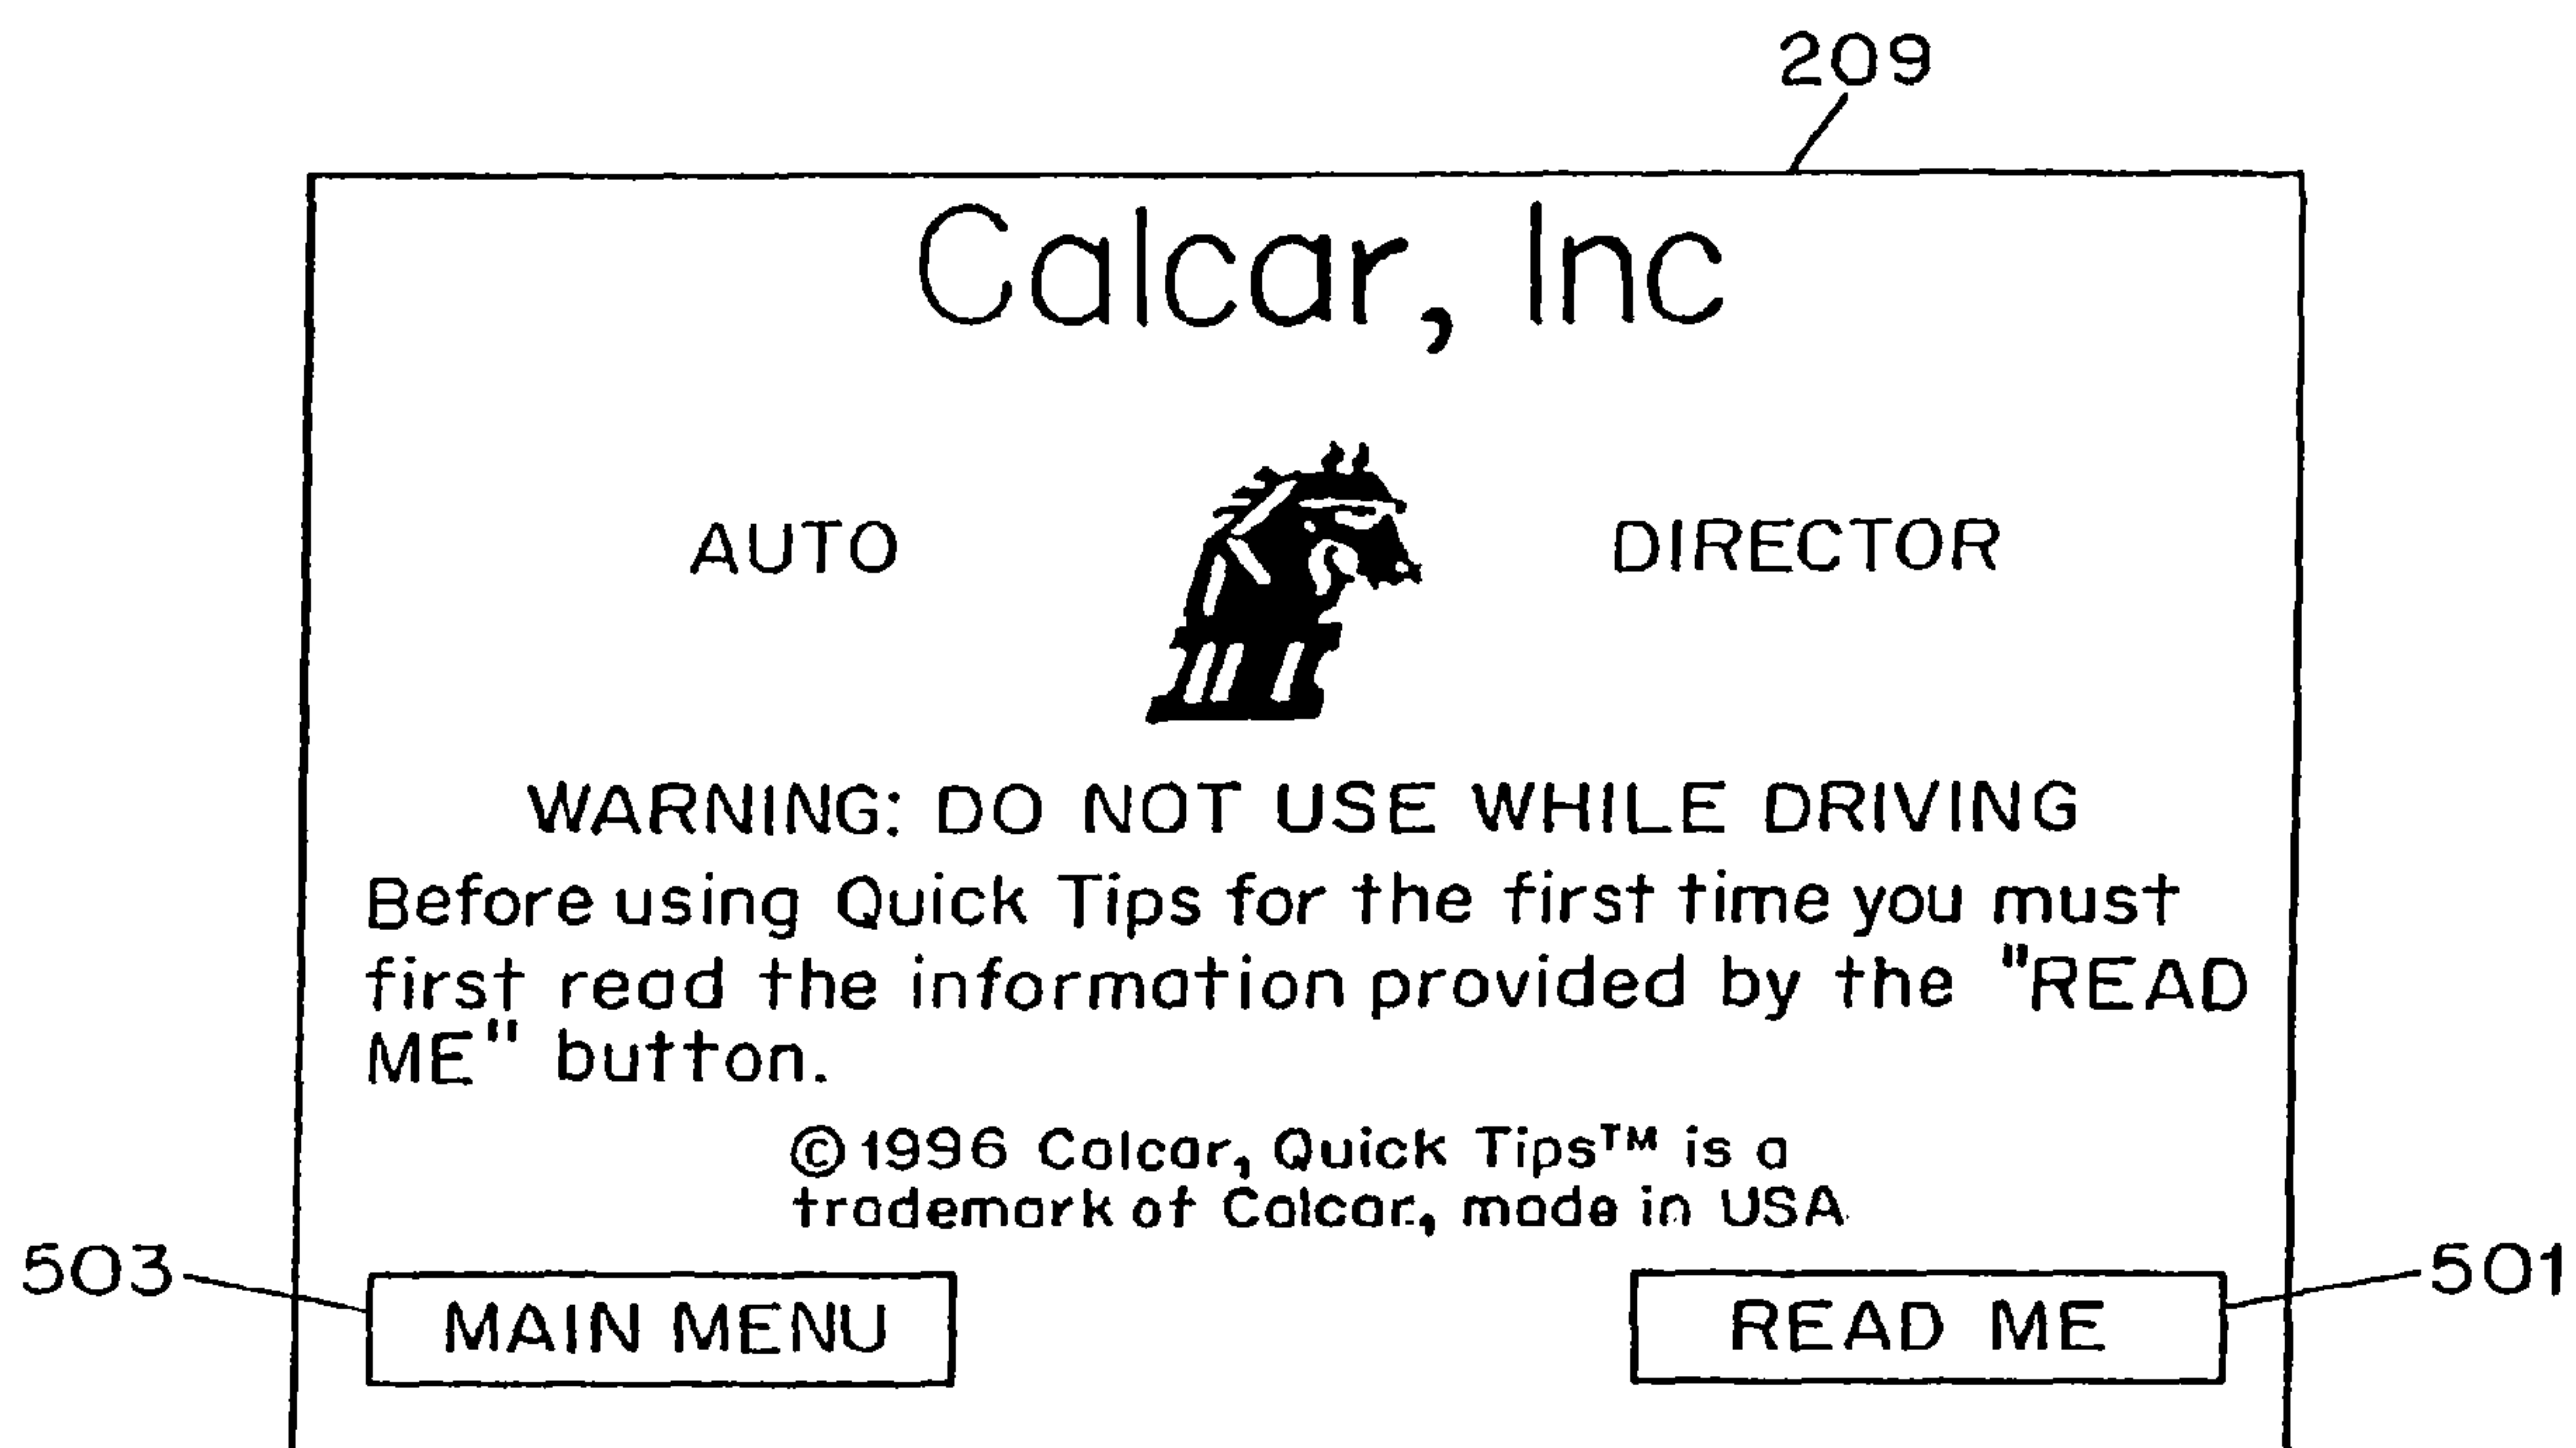 209
Calcar, Inc
AUTO DIRECTOR
WARNING: DO NOT USE WHILE DRIVING
Before using Quick Tips for the first time you must
first read the information provided by the "READ
ME" button.
©1996 Calcar, Quick Tips™ is a
trademark of Calcar., made in USA
503 MAIN MENU READ ME 501